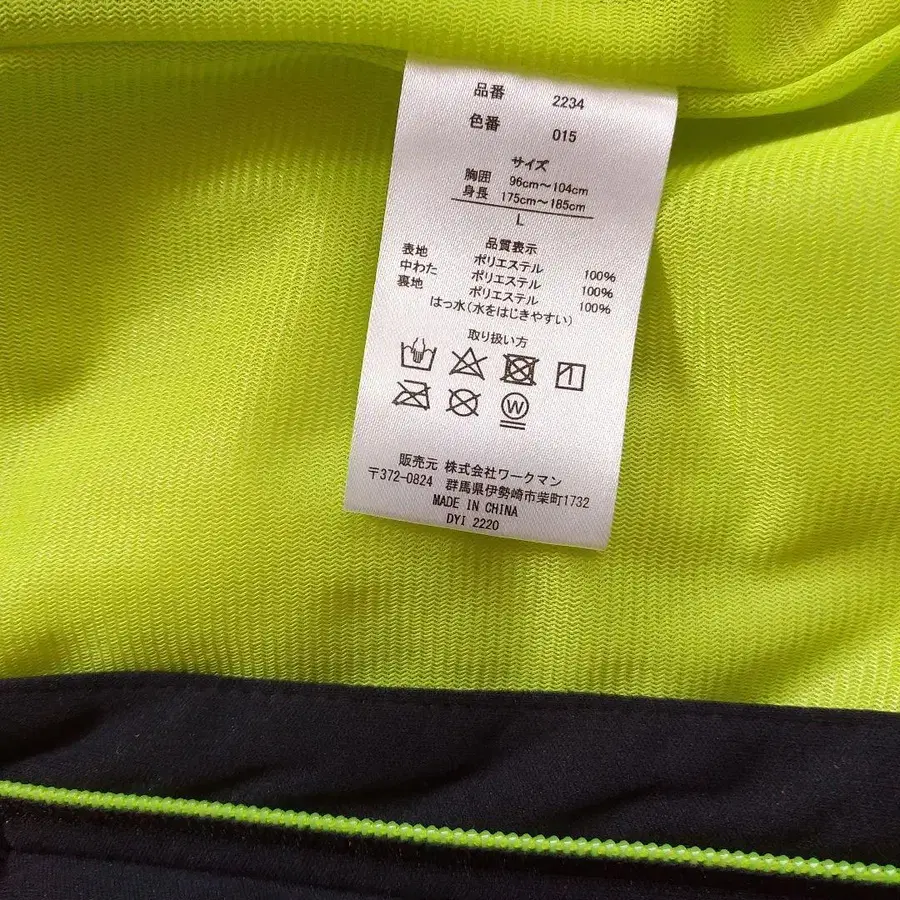 品番 2234
色番 015
サイズ
胸囲 96cm～104cm
身長 175cm～185cm
L
品質表示
表地 ポリエステル 100%
中わた ポリエステル 100%
裏地 ポリエステル 100%
はっ水(水をはじきやすい)
取り扱い方
W
販売元 株式会社ワークマン
〒372-0824 群馬県伊勢崎市柴町1732
MADE IN CHINA
DYI 2220